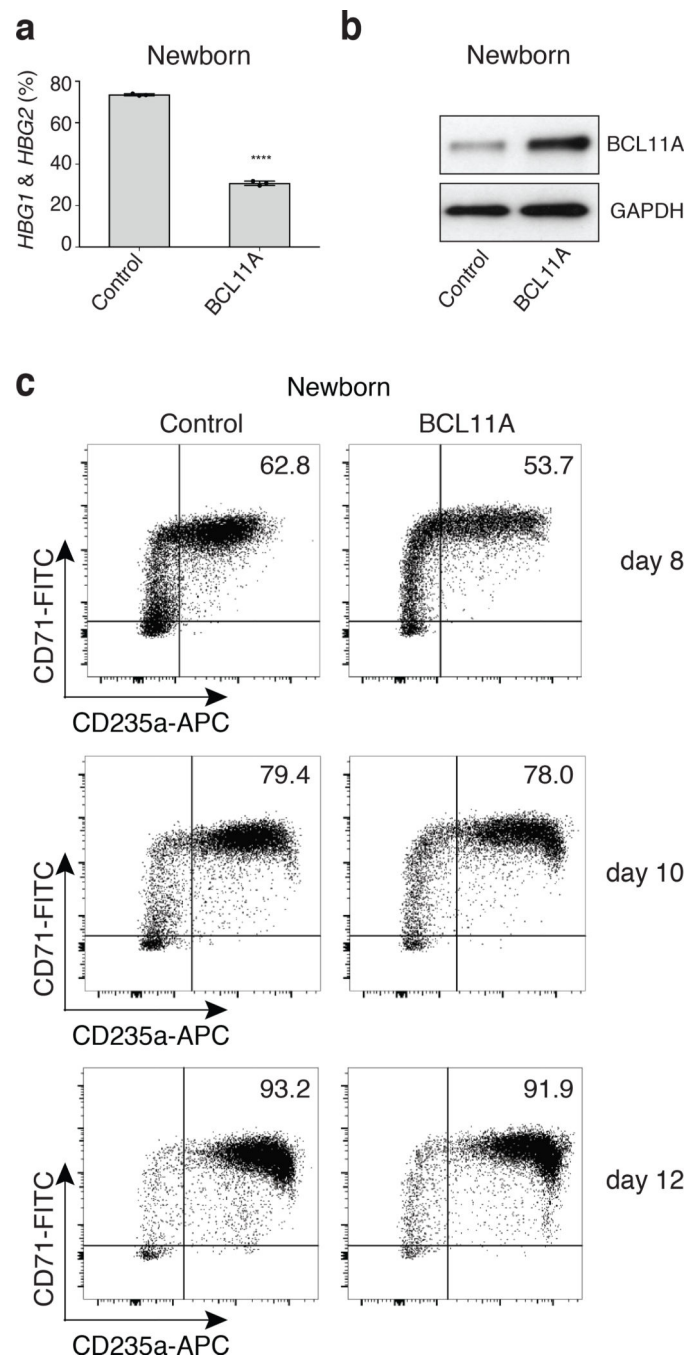 a
Newborn
HBG1 & HBG2 (%)
80
60
40
20
0
****
Control
BCL11A
b
Newborn
BCL11A
GAPDH
Control
BCL11A
c
Newborn
Control
BCL11A
62.8
53.7
day 8
CD71-FITC
CD235a-APC
79.4
78.0
day 10
CD71-FITC
CD235a-APC
93.2
91.9
day 12
CD71-FITC
CD235a-APC